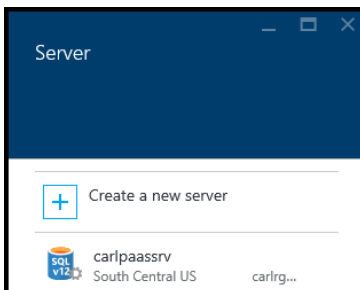 Server
Create a new server
SQL
v12
carlpaassrv
South Central US carlrg...